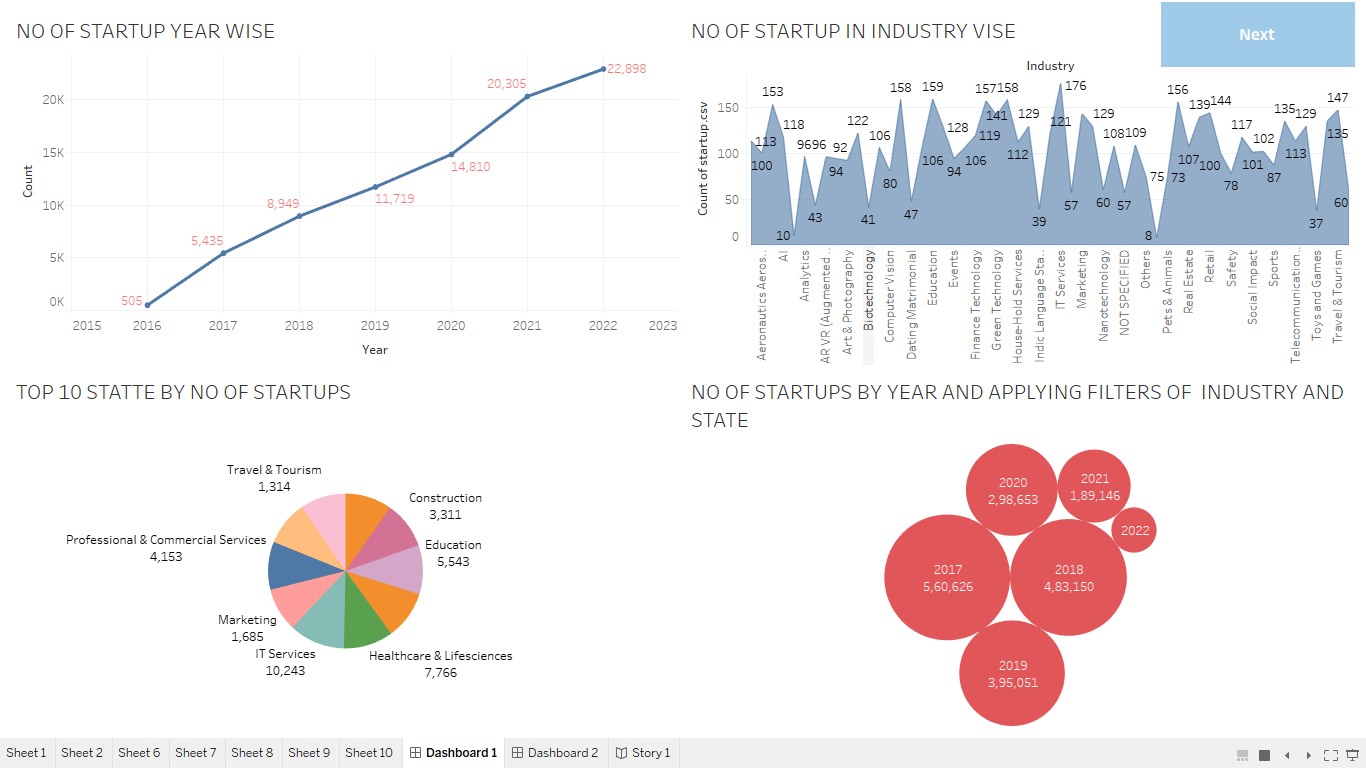 NO OF STARTUP YEAR WISE
20K
15K
10K
5K
0K
Count
505
5,435
8,949
11,719
14,810
20,305
22,898
2015 2016 2017 2018 2019 2020 2021 2022 2023
Year
NO OF STARTUP IN INDUSTRY VISE
Next
Industry
Count of startup.csv
150
100
50
0
113
100
153
118
10
96
43
96
94
92
122
41
106
80
158
47
106
159
128
94
106
119
157
141
158
112
129
39
121
176
57
129
60
108
57
109
75
8
73
156
107
139
144
100
78
117
101
102
87
135
113
129
37
135
147
60
Aeronautics Aeros..
AI
Analytics
AR VR (Augmented ..
Art & Photography
Biotechnology
Computer Vision
Dating Matrimonial
Education
Events
Finance Technology
Green Technology
House-Hold Services
Indic Language Sta..
IT Services
Marketing
Nanotechnology
NOT SPECIFIED
Others
Pets & Animals
Real Estate
Retail
Safety
Social Impact
Sports
Telecommunication..
Toys and Games
Travel & Tourism
TOP 10 STATTE BY NO OF STARTUPS
Travel & Tourism
1,314
Construction
3,311
Professional & Commercial Services
4,153
Education
5,543
Marketing
1,685
IT Services
10,243
Healthcare & Lifesciences
7,766
NO OF STARTUPS BY YEAR AND APPLYING FILTERS OF INDUSTRY AND
STATE
2020
2,98,653
2021
1,89,146
2022
2017
5,60,626
2018
4,83,150
2019
3,95,051
Sheet 1 Sheet 2 Sheet 6 Sheet 7 Sheet 8 Sheet 9 Sheet 10 Dashboard 1 Dashboard 2 Story 1